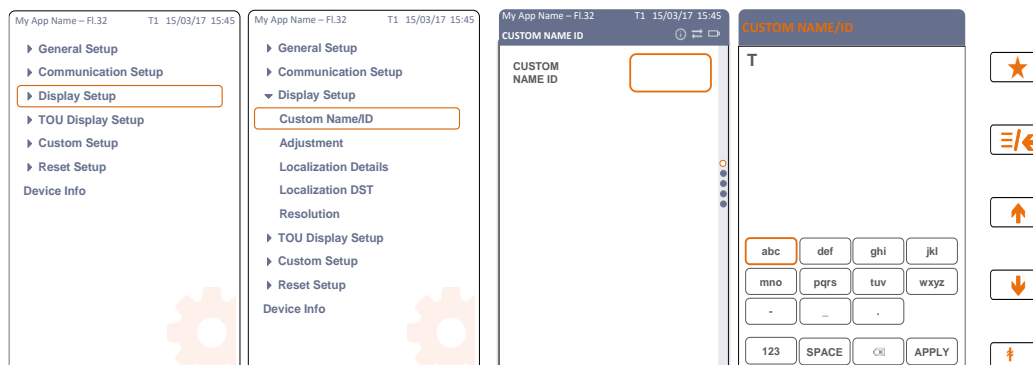 My App Name – Fl.32 T1 15/03/17 15:45
General Setup
Communication Setup
Display Setup
TOU Display Setup
Custom Setup
Reset Setup
Device Info
My App Name – Fl.32 T1 15/03/17 15:45
General Setup
Communication Setup
Display Setup
Custom Name/ID
Adjustment
Localization Details
Localization DST
Resolution
TOU Display Setup
Custom Setup
Reset Setup
Device Info
My App Name – Fl.32 T1 15/03/17 15:45
CUSTOM NAME ID
CUSTOM
NAME ID
CUSTOM NAME/ID
T
abc def ghi jkl
mno pqrs tuv wxyz
- _ .
123 SPACE APPLY